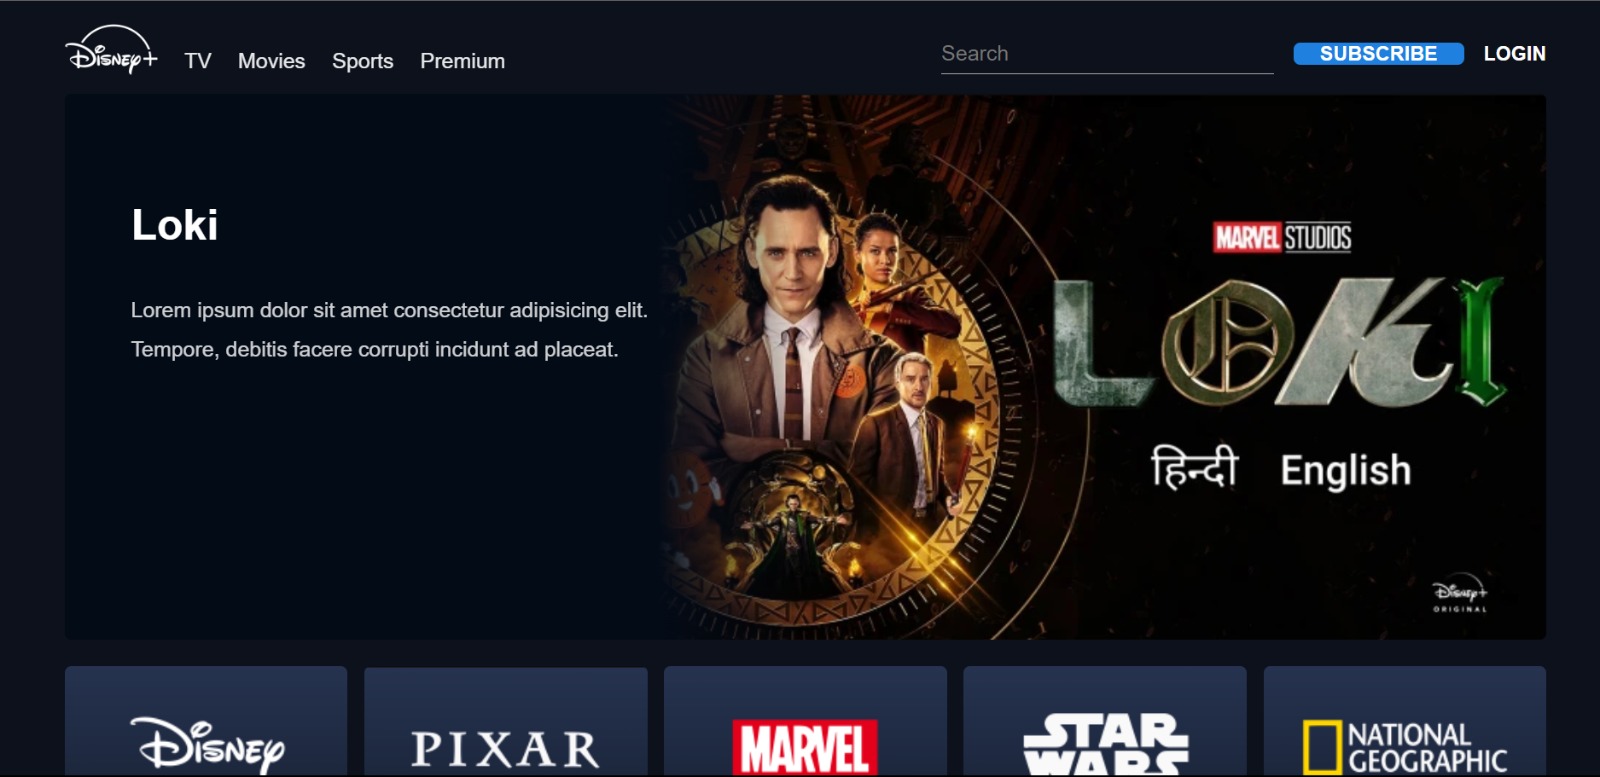 Disney+ TV Movies Sports Premium Search SUBSCRIBE LOGIN
Loki
Lorem ipsum dolor sit amet consectetur adipisicing elit.
Tempore, debitis facere corrupti incidunt ad placeat.
MARVEL STUDIOS
LOKI
हिन्दी English
Disney+
ORIGINAL
Disney PIXAR MARVEL STAR WARS NATIONAL GEOGRAPHIC